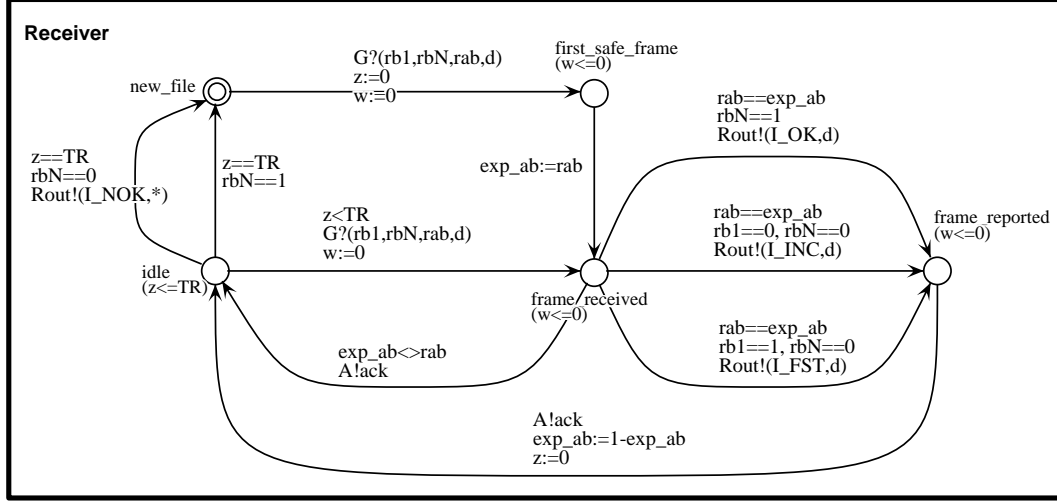 Receiver
new_file
G?(rb1,rbN,rab,d)
z:=0
w:=0
first_safe_frame
(w<=0)
rab==exp_ab
rbN==1
Rout!(I_OK,d)
z==TR
rbN==0
Rout!(I_NOK,*)
z==TR
rbN==1
exp_ab:=rab
z<TR
G?(rb1,rbN,rab,d)
w:=0
rab==exp_ab
rb1==0, rbN==0
Rout!(I_INC,d)
frame_reported
(w<=0)
idle
(z<=TR)
frame_received
(w<=0)
exp_ab<>rab
A!ack
rab==exp_ab
rb1==1, rbN==0
Rout!(I_FST,d)
A!ack
exp_ab:=1-exp_ab
z:=0